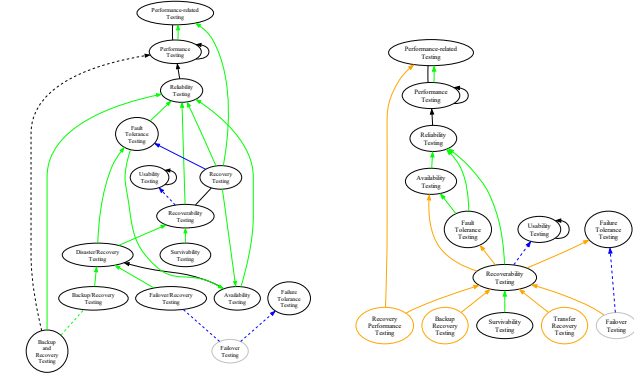 Performance-related
Testing
Performance
Testing
Reliability
Testing
Fault
Tolerance
Testing
Usability
Testing
Recovery
Testing
Recoverability
Testing
Disaster/Recovery
Testing
Survivability
Testing
Backup/Recovery
Testing
Failover/Recovery
Testing
Availability
Testing
Failure
Tolerance
Testing
Backup
and
Recovery
Testing
Failover
Testing
Performance-related
Testing
Performance
Testing
Reliability
Testing
Availability
Testing
Fault
Tolerance
Testing
Usability
Testing
Failure
Tolerance
Testing
Recoverability
Testing
Recovery
Performance
Testing
Backup
Recovery
Testing
Survivability
Testing
Transfer
Recovery
Testing
Failover
Testing